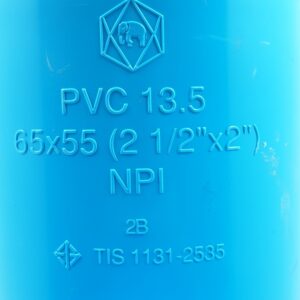 PVC 13.5
65x55 (2 1/2"x2")
NPI
2B
TIS 1131-2535